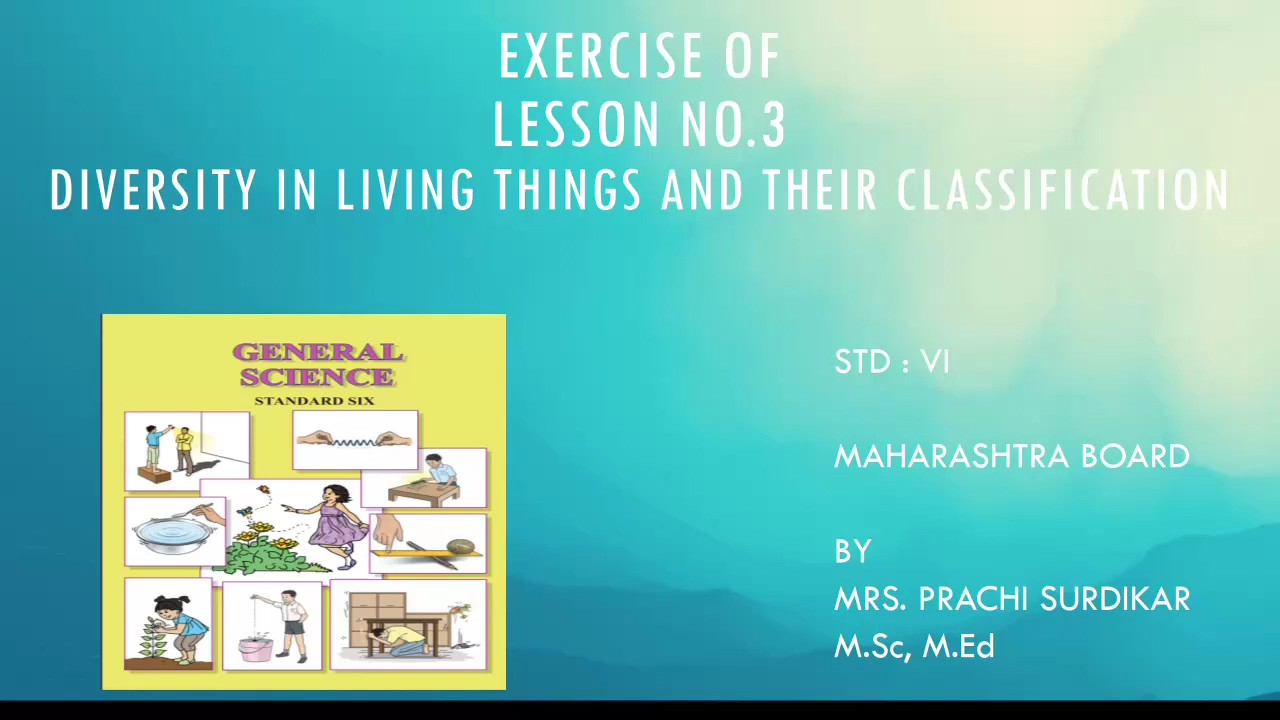 EXERCISE OF
LESSON NO.3
DIVERSITY IN LIVING THINGS AND THEIR CLASSIFICATION
GENERAL
SCIENCE
STANDARD SIX
STD : VI
MAHARASHTRA BOARD
BY
MRS. PRACHI SURDIKAR
M.Sc, M.Ed